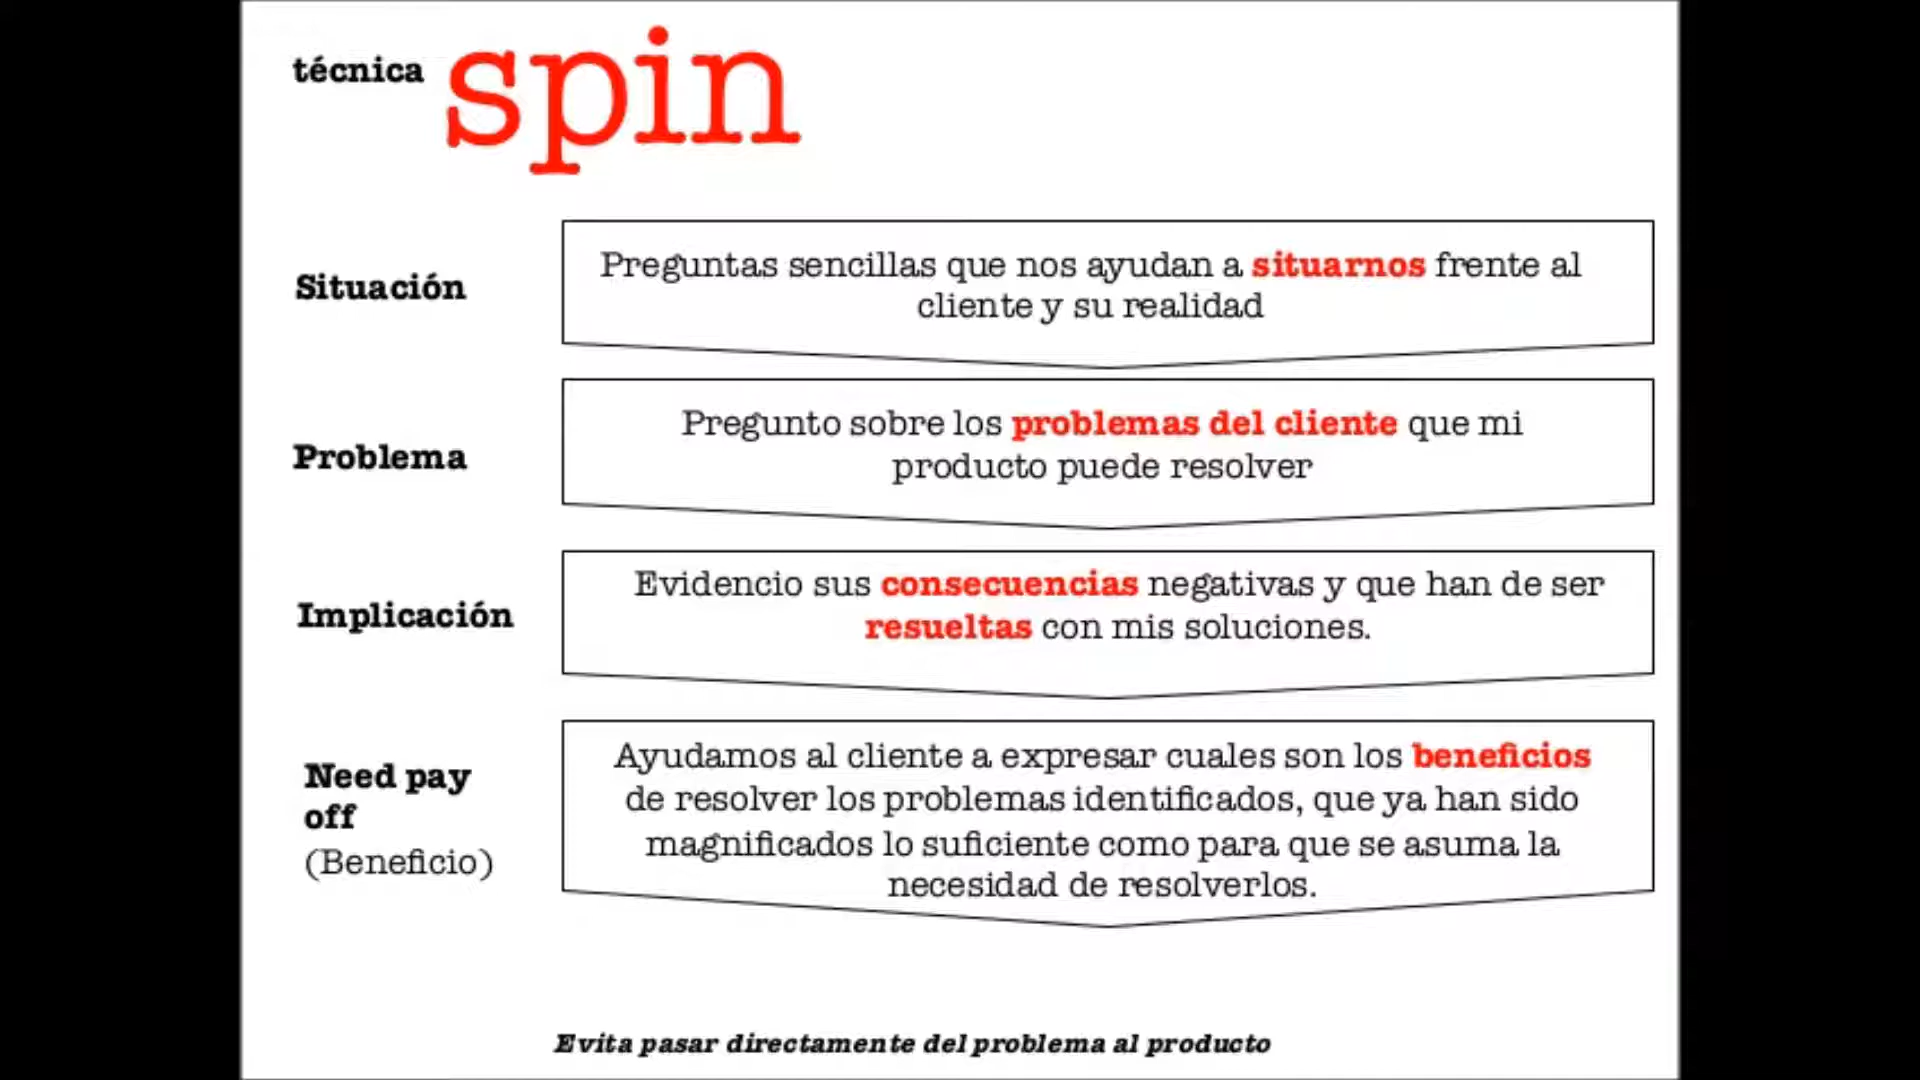 técnica spin
Situación
Preguntas sencillas que nos ayudan a situarnos frente al
cliente y su realidad
Problema
Pregunto sobre los problemas del cliente que mi
producto puede resolver
Implicación
Evidencio sus consecuencias negativas y que han de ser
resueltas con mis soluciones.
Need pay
off
(Beneficio)
Ayudamos al cliente a expresar cuales son los beneficios
de resolver los problemas identificados, que ya han sido
magnificados lo suficiente como para que se asuma la
necesidad de resolverlos.
Evita pasar directamente del problema al producto